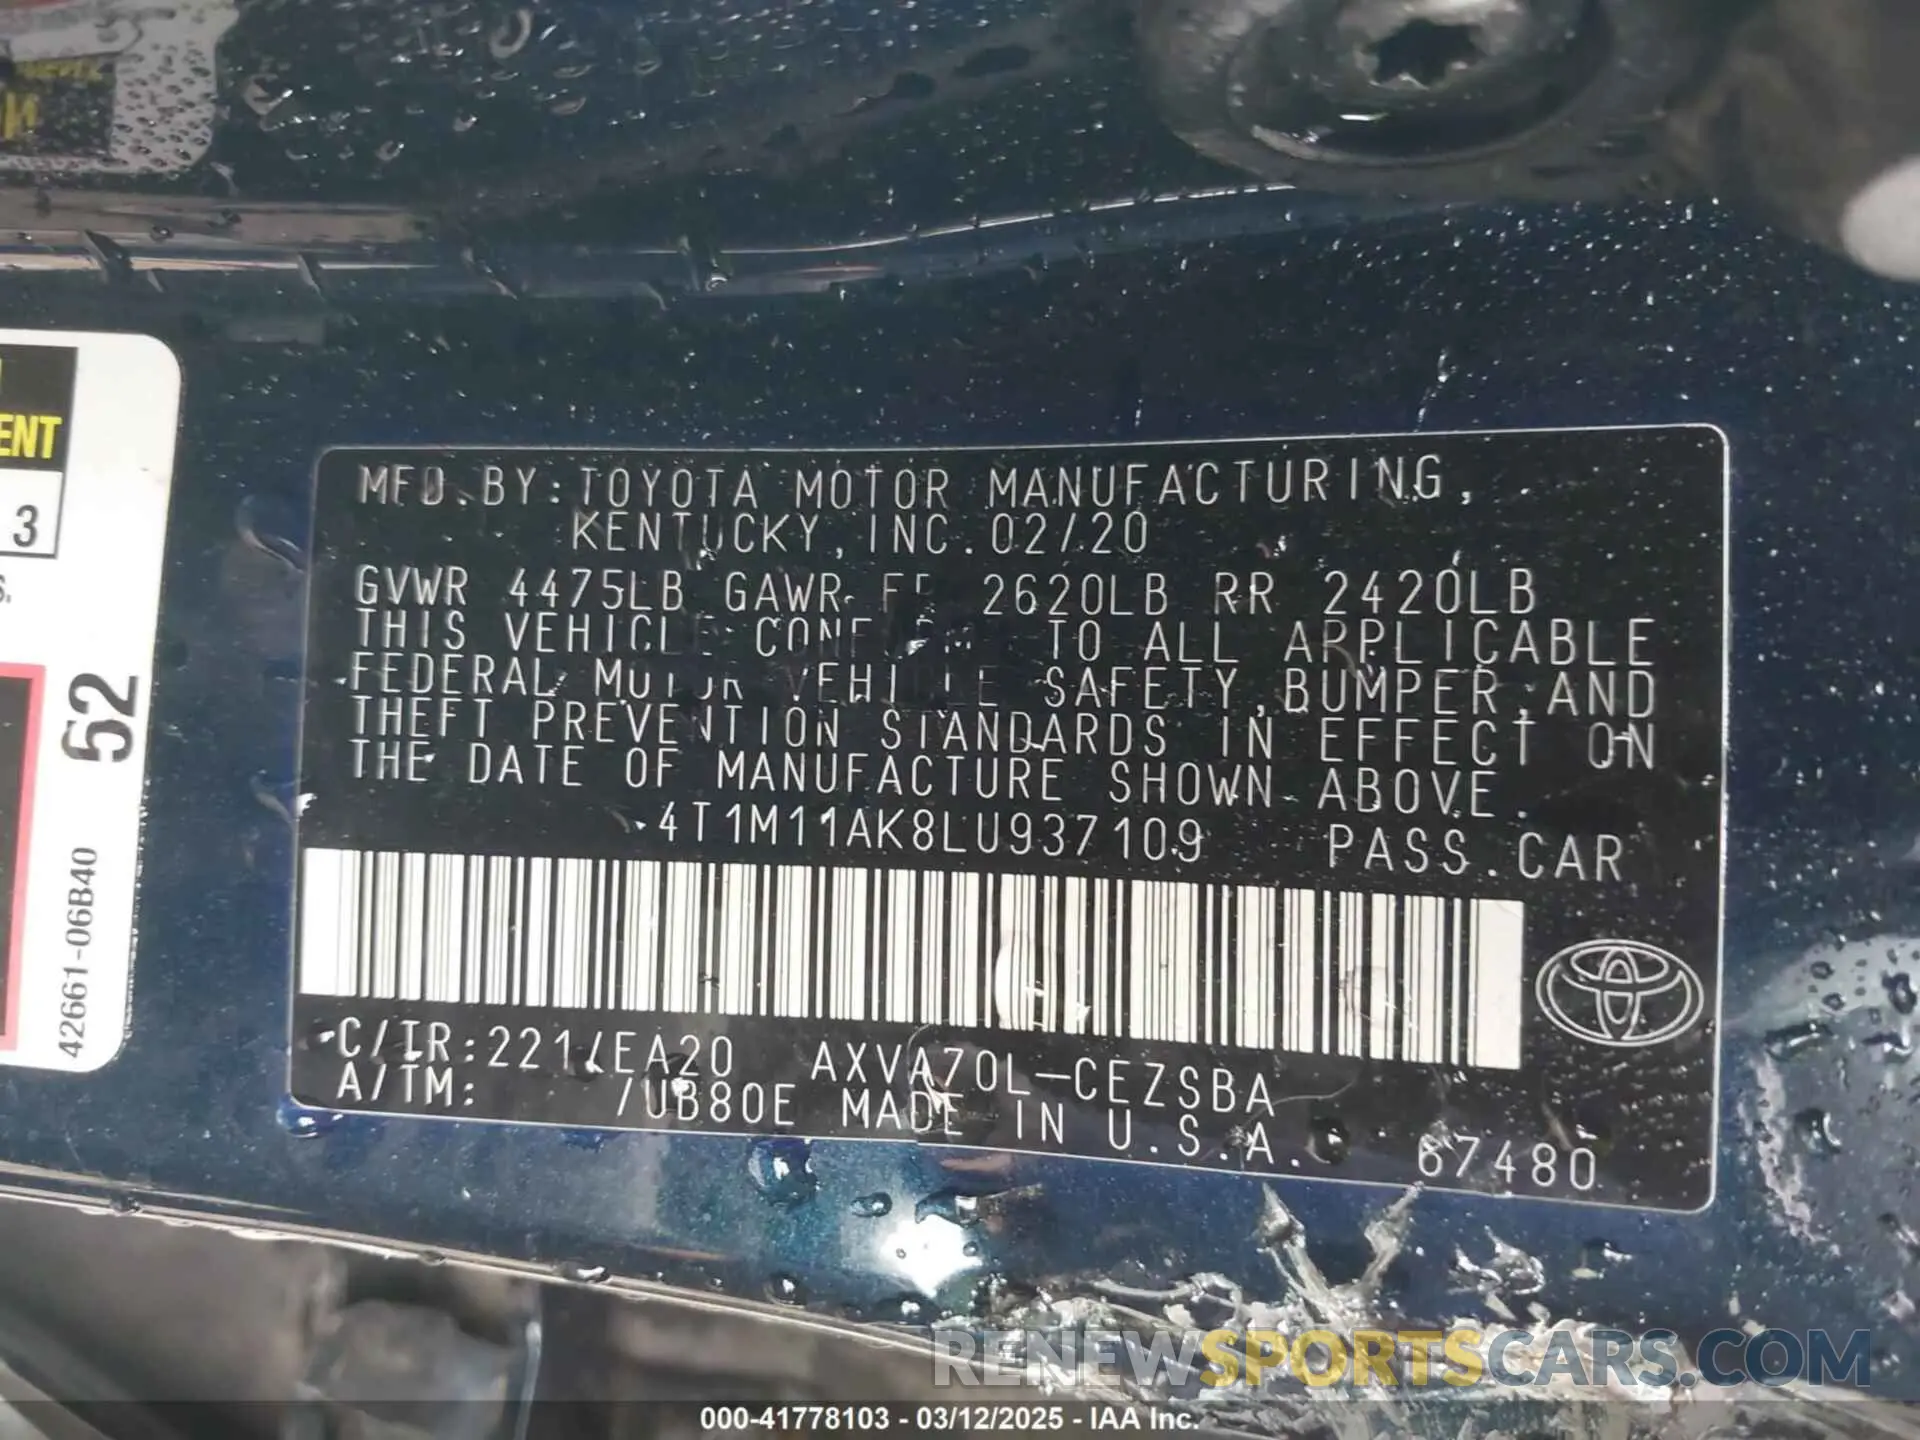 ENT
3
S.
52
42661-06B40
MFD. BY: TOYOTA MOTOR MANUFACTURING,
KENTUCKY, INC. 02/20
GVWR 4475LB GAWR FR 2620LB RR 2420LB
THIS VEHICLE CONFORMS TO ALL APPLICABLE
FEDERAL MOTOR VEHICLE SAFETY, BUMPER, AND
THEFT PREVENTION STANDARDS IN EFFECT ON
THE DATE OF MANUFACTURE SHOWN ABOVE.
4T1M11AK8LU937109 PASS. CAR
C/TR: 221/EA20 AXVA70L-CEZSBA
A/TM: /UB80E MADE IN U.S.A. 67480
RENEWSPORTSCARS.COM
000-41778103 - 03/12/2025 - IAA Inc.